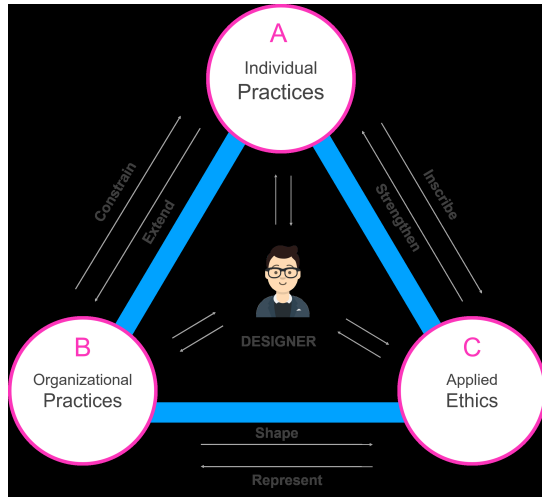 A
Individual
Practices
Constrain
Extend
Inscribe
Strengthen
DESIGNER
B
Organizational
Practices
C
Applied
Ethics
Shape
Represent